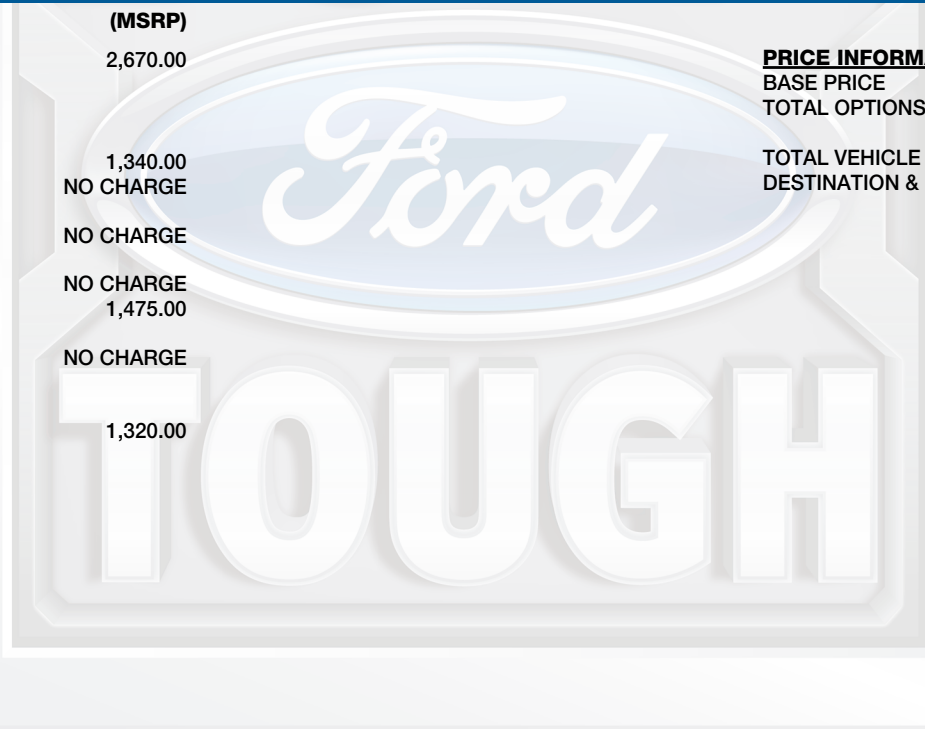 (MSRP)
2,670.00
1,340.00
NO CHARGE
NO CHARGE
NO CHARGE
1,475.00
NO CHARGE
1,320.00
PRICE INFORM
BASE PRICE
TOTAL OPTIONS
TOTAL VEHICLE
DESTINATION &
Ford
TOUGH